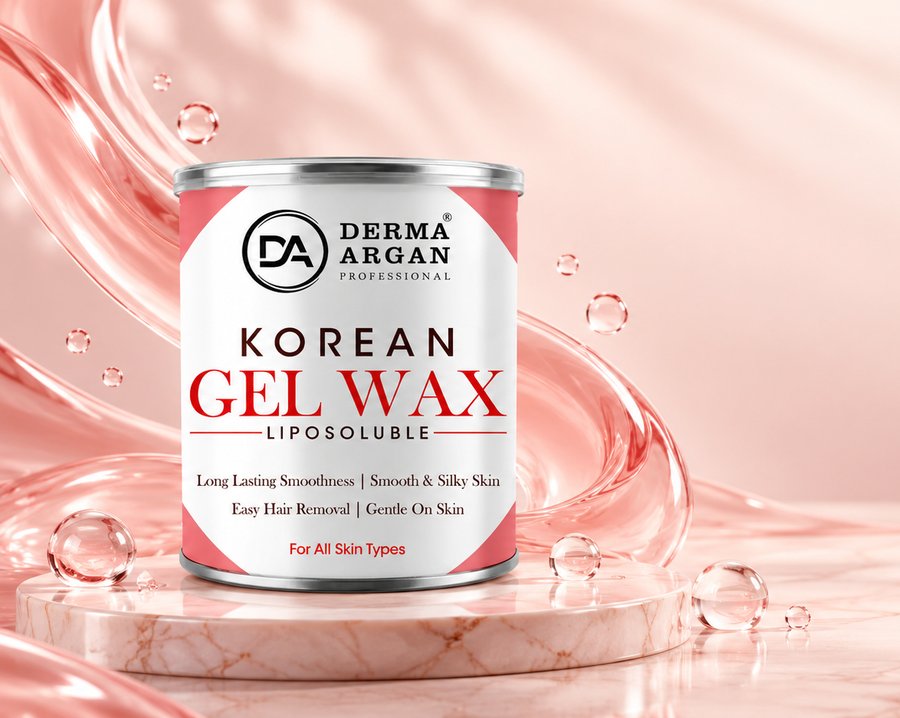 DA
DERMA®
ARGAN
PROFESSIONAL
KOREAN
GEL WAX
LIPOSOLUBLE
Long Lasting Smoothness | Smooth & Silky Skin
Easy Hair Removal | Gentle On Skin
For All Skin Types